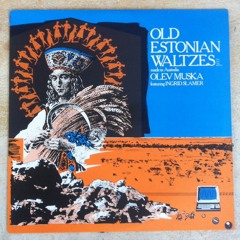 OLD
ESTONIAN
WALTZES
made in Australia
OLEV MUSKA
featuring INGRID SLAMER